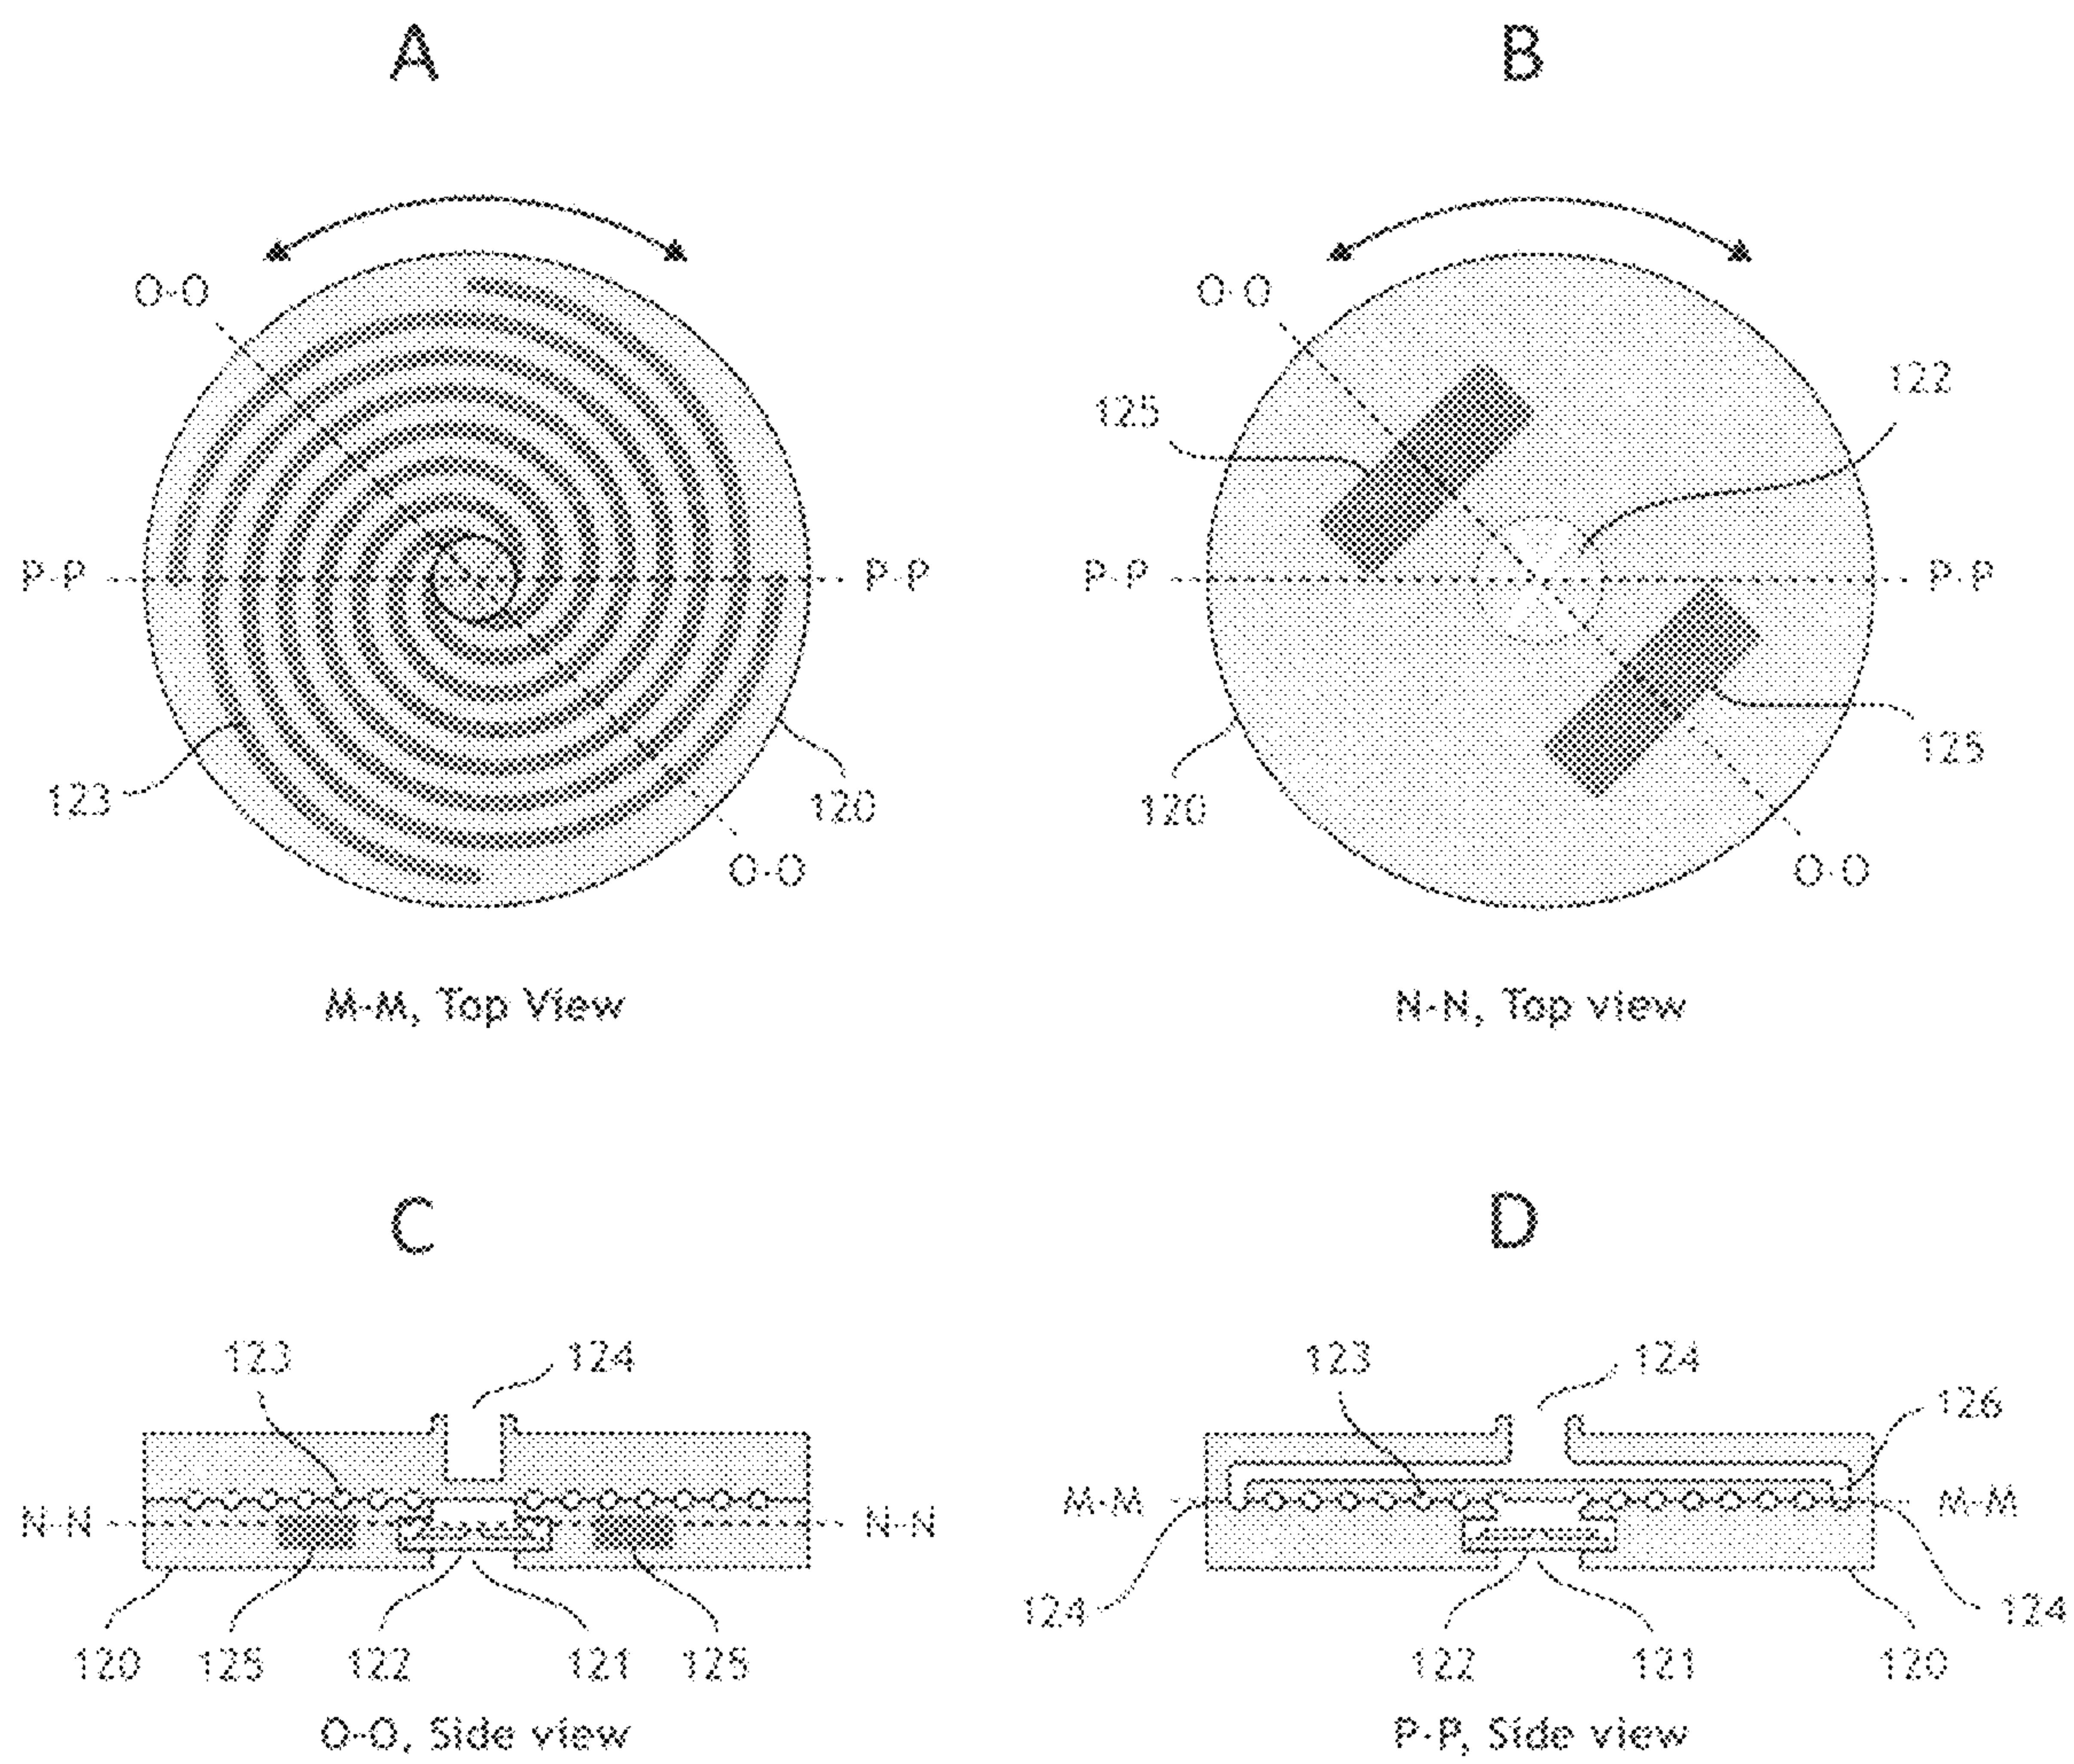 A
B
O-O
O-O
122
125
P-P
P-P
P-P
P-P
123
120
120
125
O-O
O-O
M-M, Top View
N-N, Top view
C
D
123
124
123
124
126
M-M
M-M
N-N
N-N
124
124
120
125
122
121
125
122
121
120
O-O, Side view
P-P, Side view